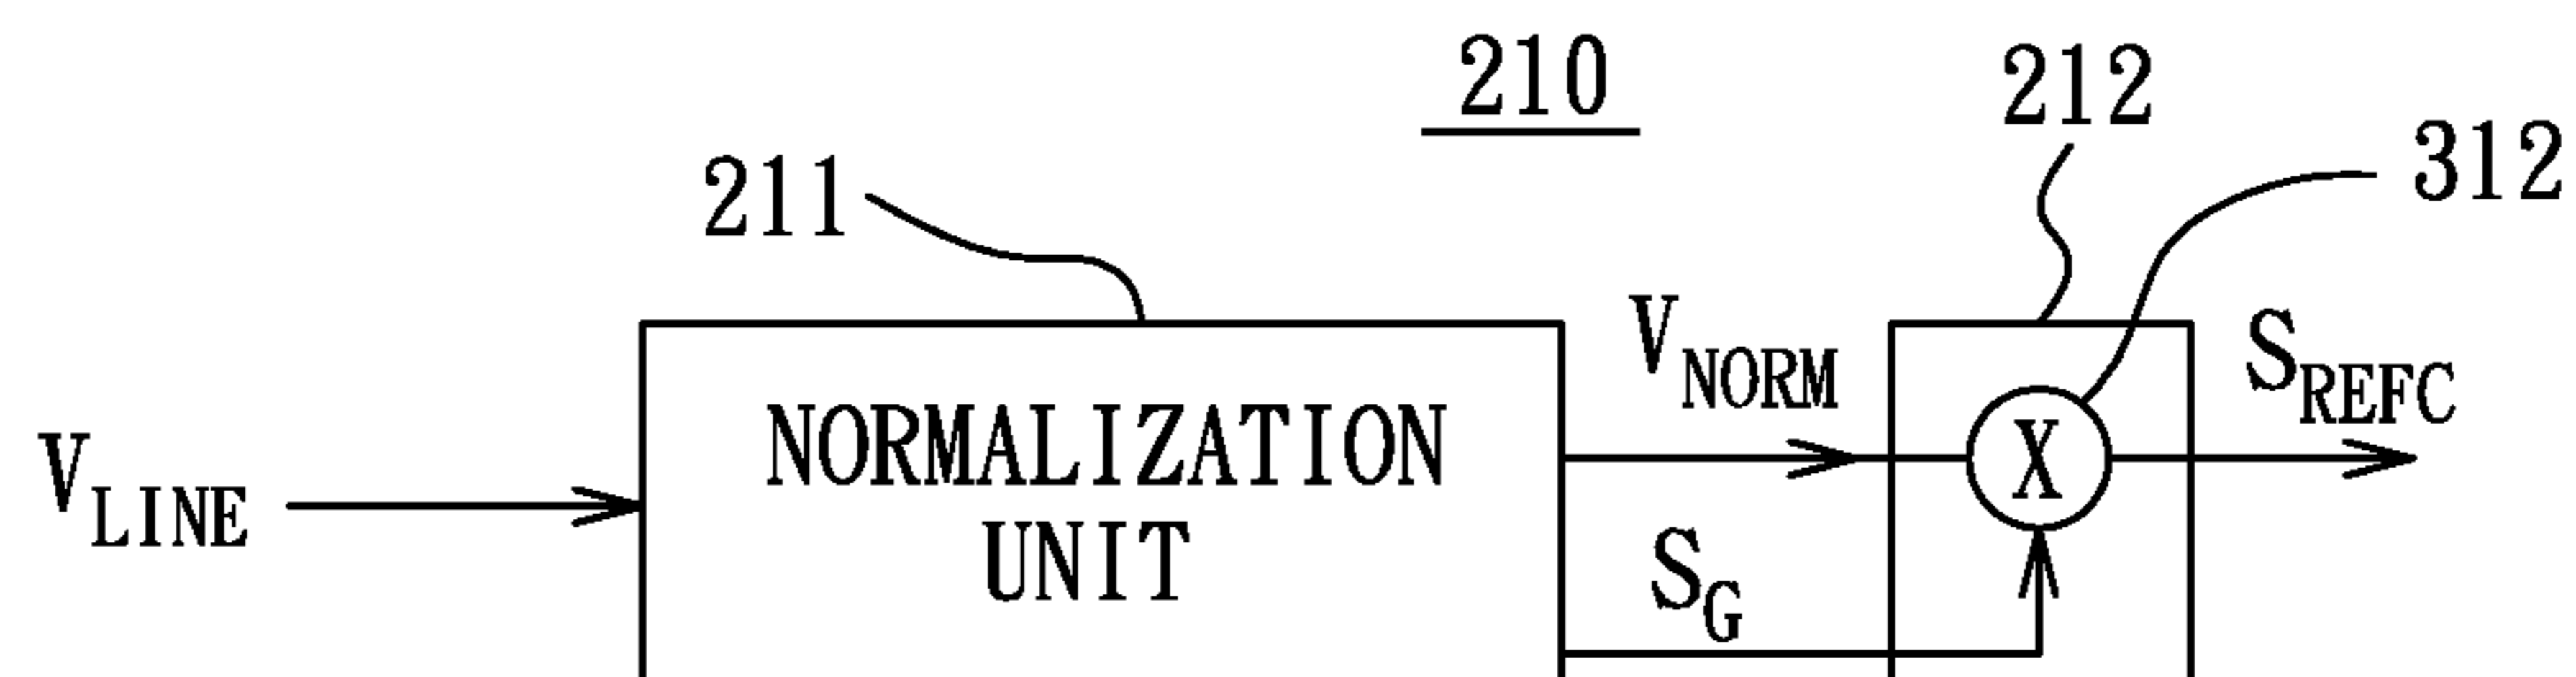 210
212
312
211
V_NORM
S_REFC
NORMALIZATION
UNIT
V_LINE
X
S_G